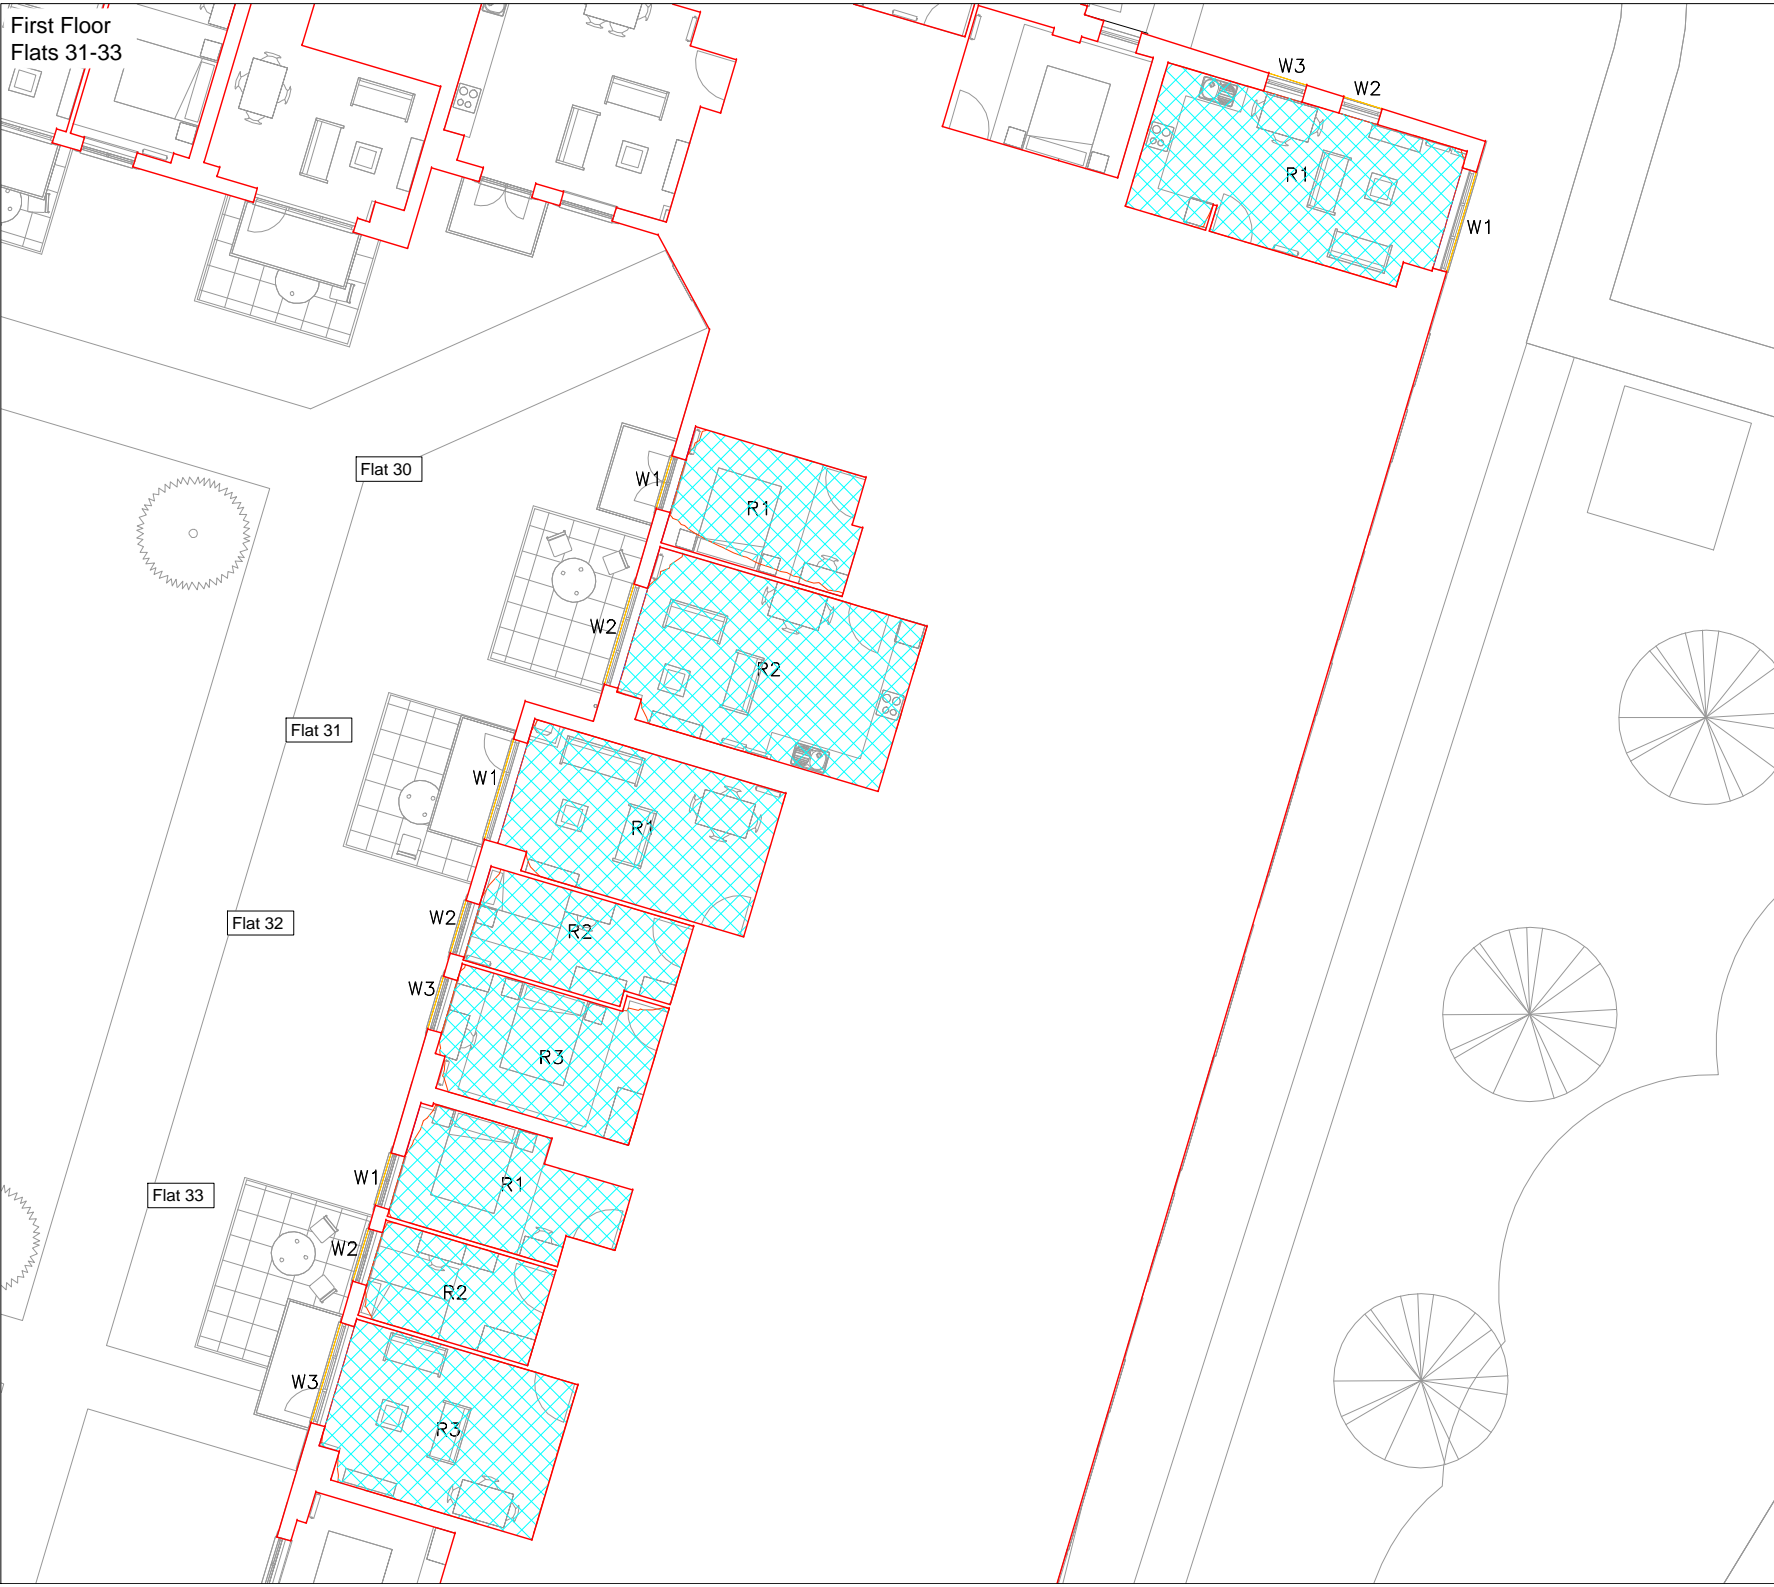 First Floor
Flats 31-33
W3
W2
R1
W1
Flat 30
W1
R1
W2
R2
Flat 31
W1
R1
Flat 32
W2
R2
W3
R3
W1
R1
Flat 33
W2
R2
W3
R3